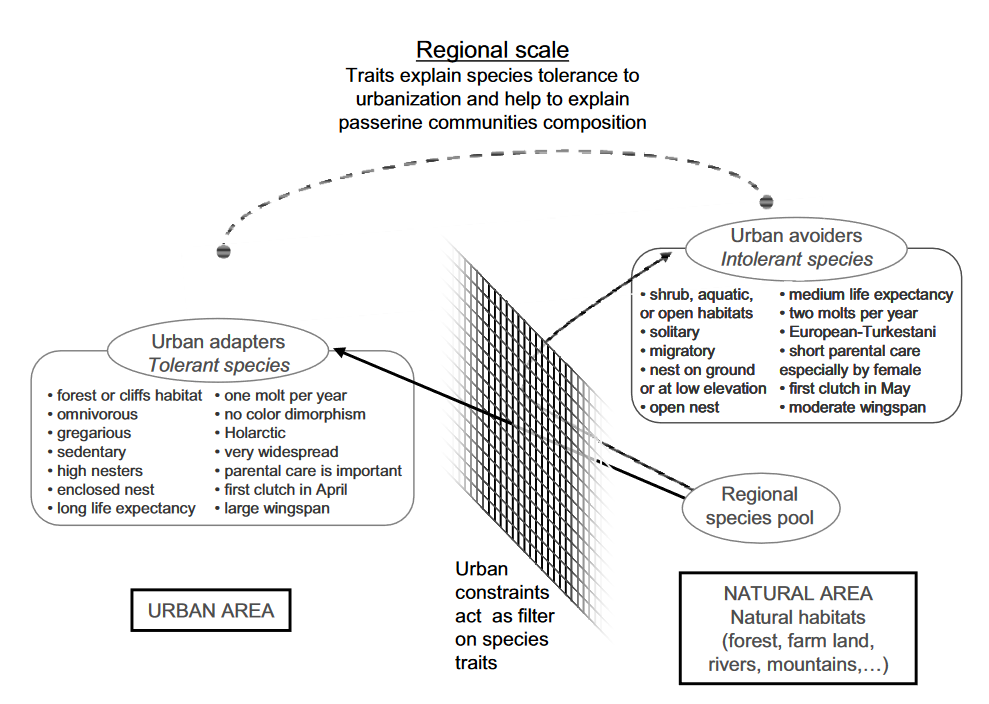 Regional scale
Traits explain species tolerance to
urbanization and help to explain
passerine communities composition
Urban avoiders
Intolerant species
• shrub, aquatic,
or open habitats
• solitary
• migratory
• nest on ground
or at low elevation
• open nest
• medium life expectancy
• two molts per year
• European-Turkestani
• short parental care
especially by female
• first clutch in May
• moderate wingspan
Urban adapters
Tolerant species
• forest or cliffs habitat
• omnivorous
• gregarious
• sedentary
• high nesters
• enclosed nest
• long life expectancy
• one molt per year
• no color dimorphism
• Holarctic
• very widespread
• parental care is important
• first clutch in April
• large wingspan
Regional
species pool
Urban
constraints
act as filter
on species
traits
URBAN AREA
NATURAL AREA
Natural habitats
(forest, farm land,
rivers, mountains,…)